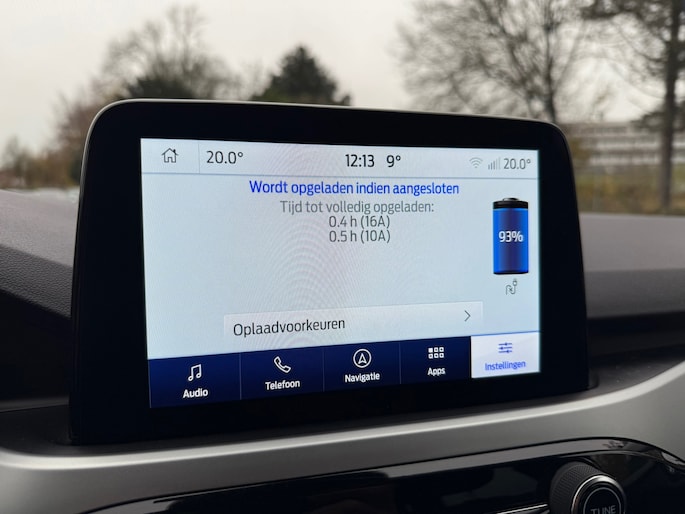 20.0° 12:13 9° 20.0°
Wordt opgeladen indien aangesloten
Tijd tot volledig opgeladen:
0.4 h (16A)
0.5 h (10A)
93%
Oplaadvoorkeuren
Audio Telefoon Navigatie Apps Instellingen
TUNE